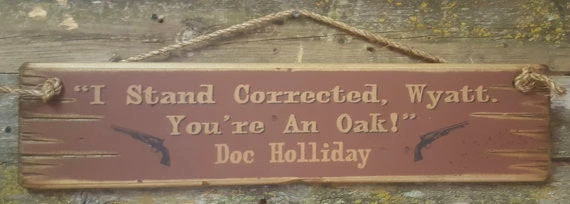 “I Stand Corrected, Wyatt.
You're An Oak!”
Doc Holliday